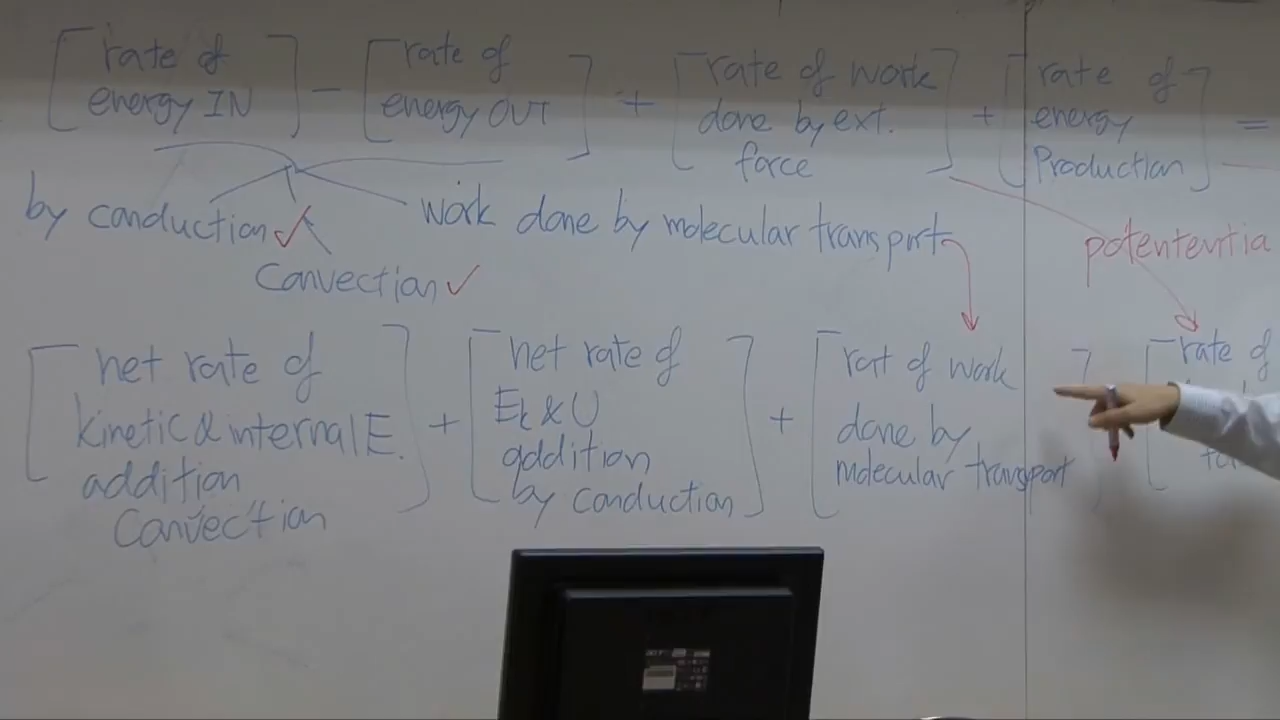 [rate of energy IN] − [rate of energy OUT] + [rate of work done by ext. force] + [rate of energy Production] =
by conduction ✓
convection ✓
work done by molecular transport
potentential
[net rate of kinetic & internal E. addition convection] + [net rate of Ek & U addition by conduction] + [rat of work done by molecular transport] [rate of